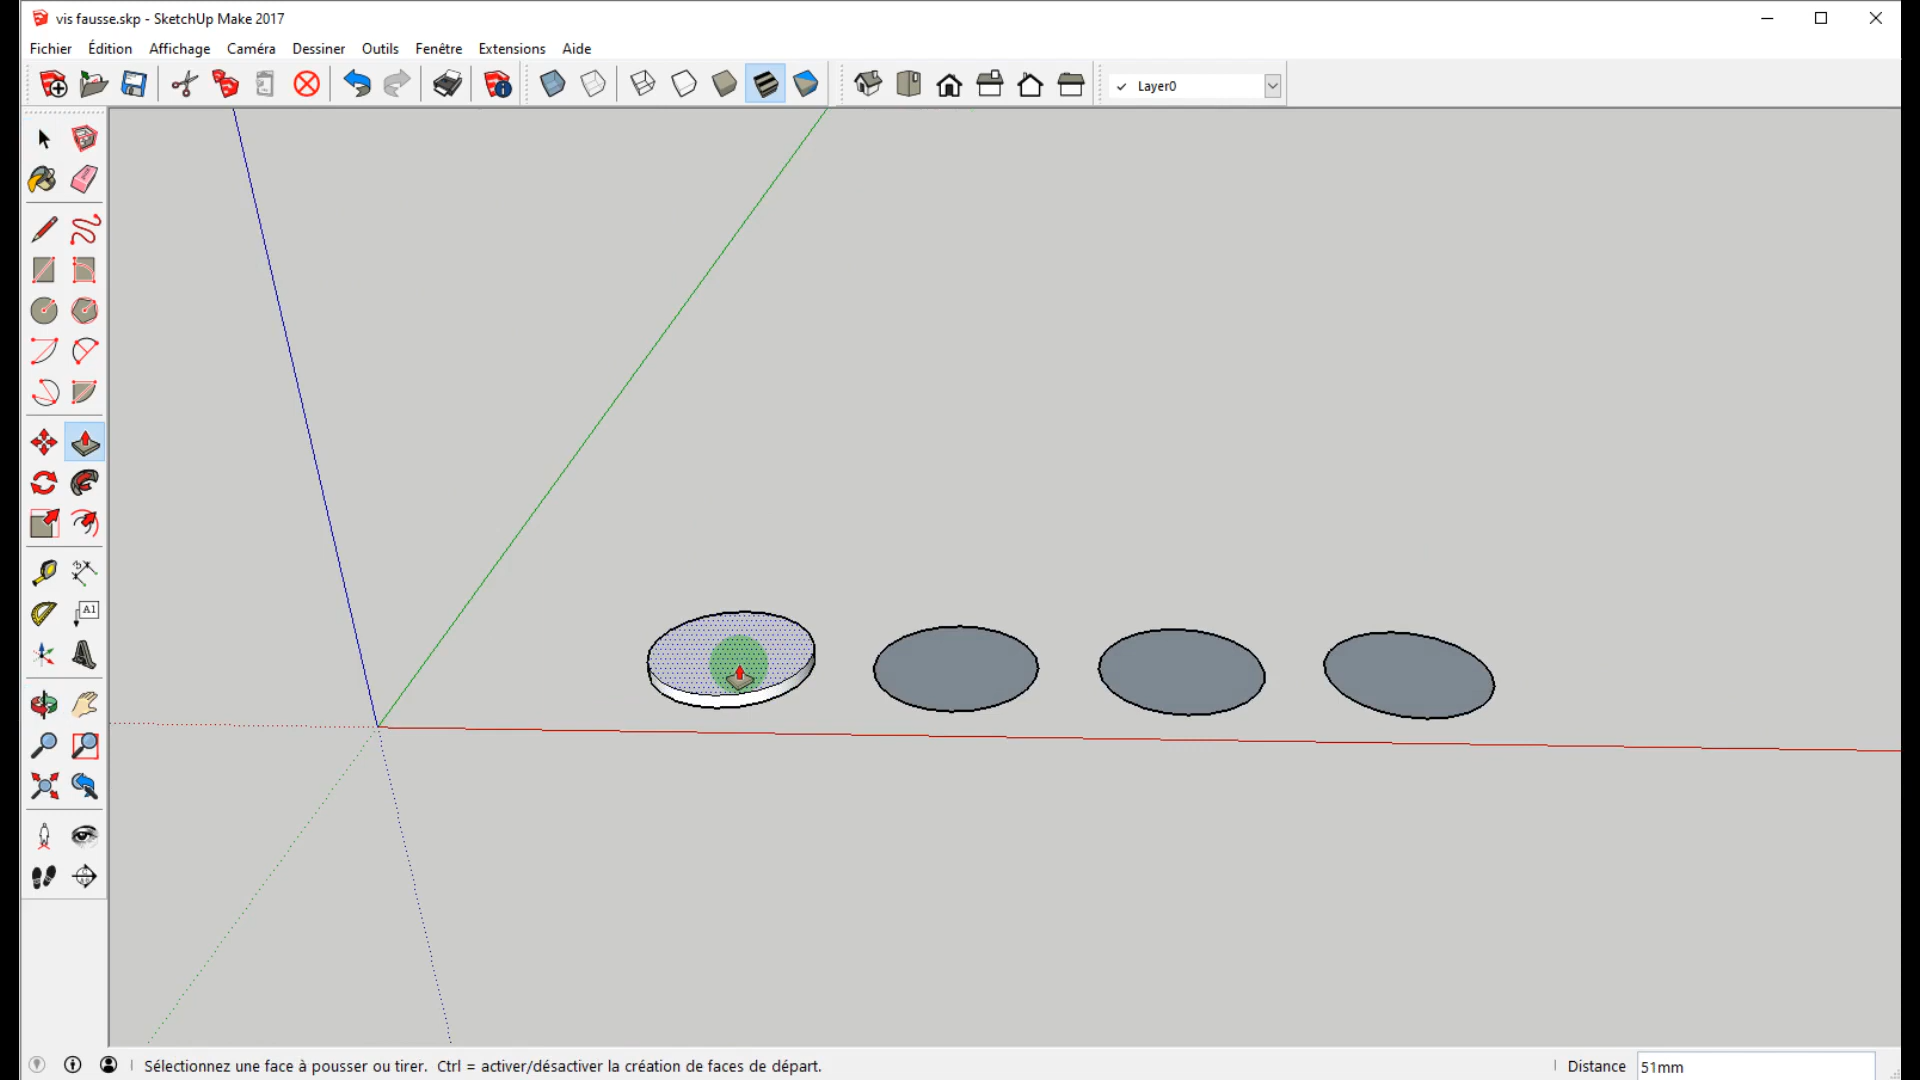 vis fausse.skp - SketchUp Make 2017
Fichier Édition Affichage Caméra Dessiner Outils Fenêtre Extensions Aide
Layer0
A1
Sélectionnez une face à pousser ou tirer. Ctrl = activer/désactiver la création de faces de départ.
Distance 51mm